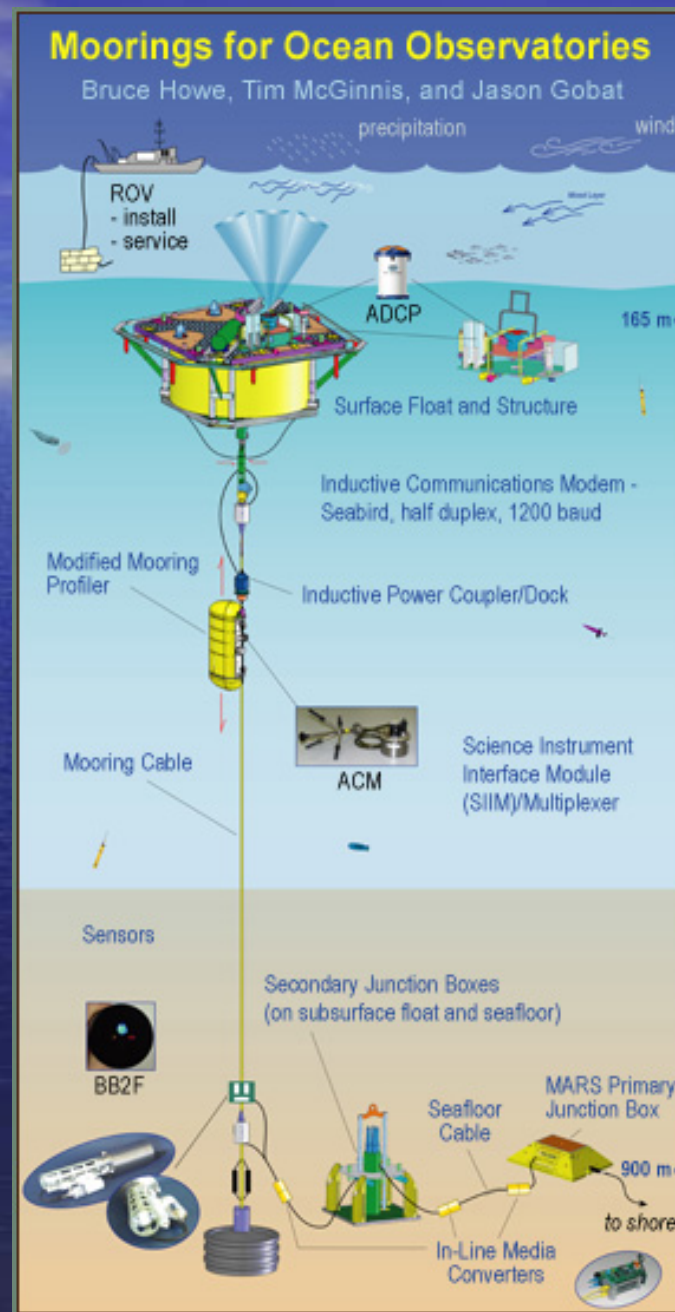 Moorings for Ocean Observatories
Bruce Howe, Tim McGinnis, and Jason Gobat
precipitation
wind
ROV
- install
- service
Mixed Layer
ADCP
165 m
Surface Float and Structure
Inductive Communications Modem -
Seabird, half duplex, 1200 baud
Modified Mooring
Profiler
Inductive Power Coupler/Dock
Mooring Cable
ACM
Science Instrument
Interface Module
(SIIM)/Multiplexer
Sensors
Secondary Junction Boxes
(on subsurface float and seafloor)
BB2F
Seafloor
Cable
MARS Primary
Junction Box
900 m
to shore
In-Line Media
Converters